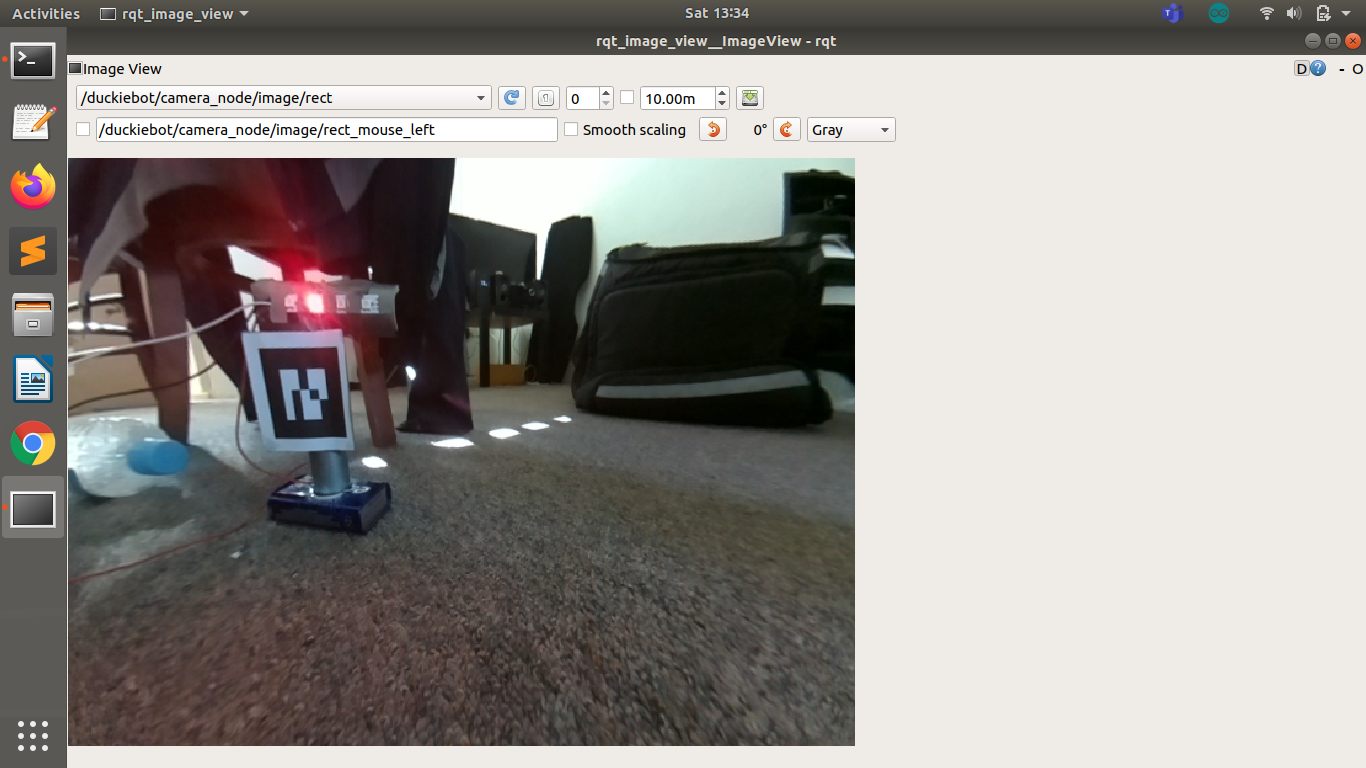 Activities rqt_image_view Sat 13:34
rqt_image_view__ImageView - rqt
Image View D ? - O
/duckiebot/camera_node/image/rect 0 10.00m
/duckiebot/camera_node/image/rect_mouse_left Smooth scaling 0° Gray